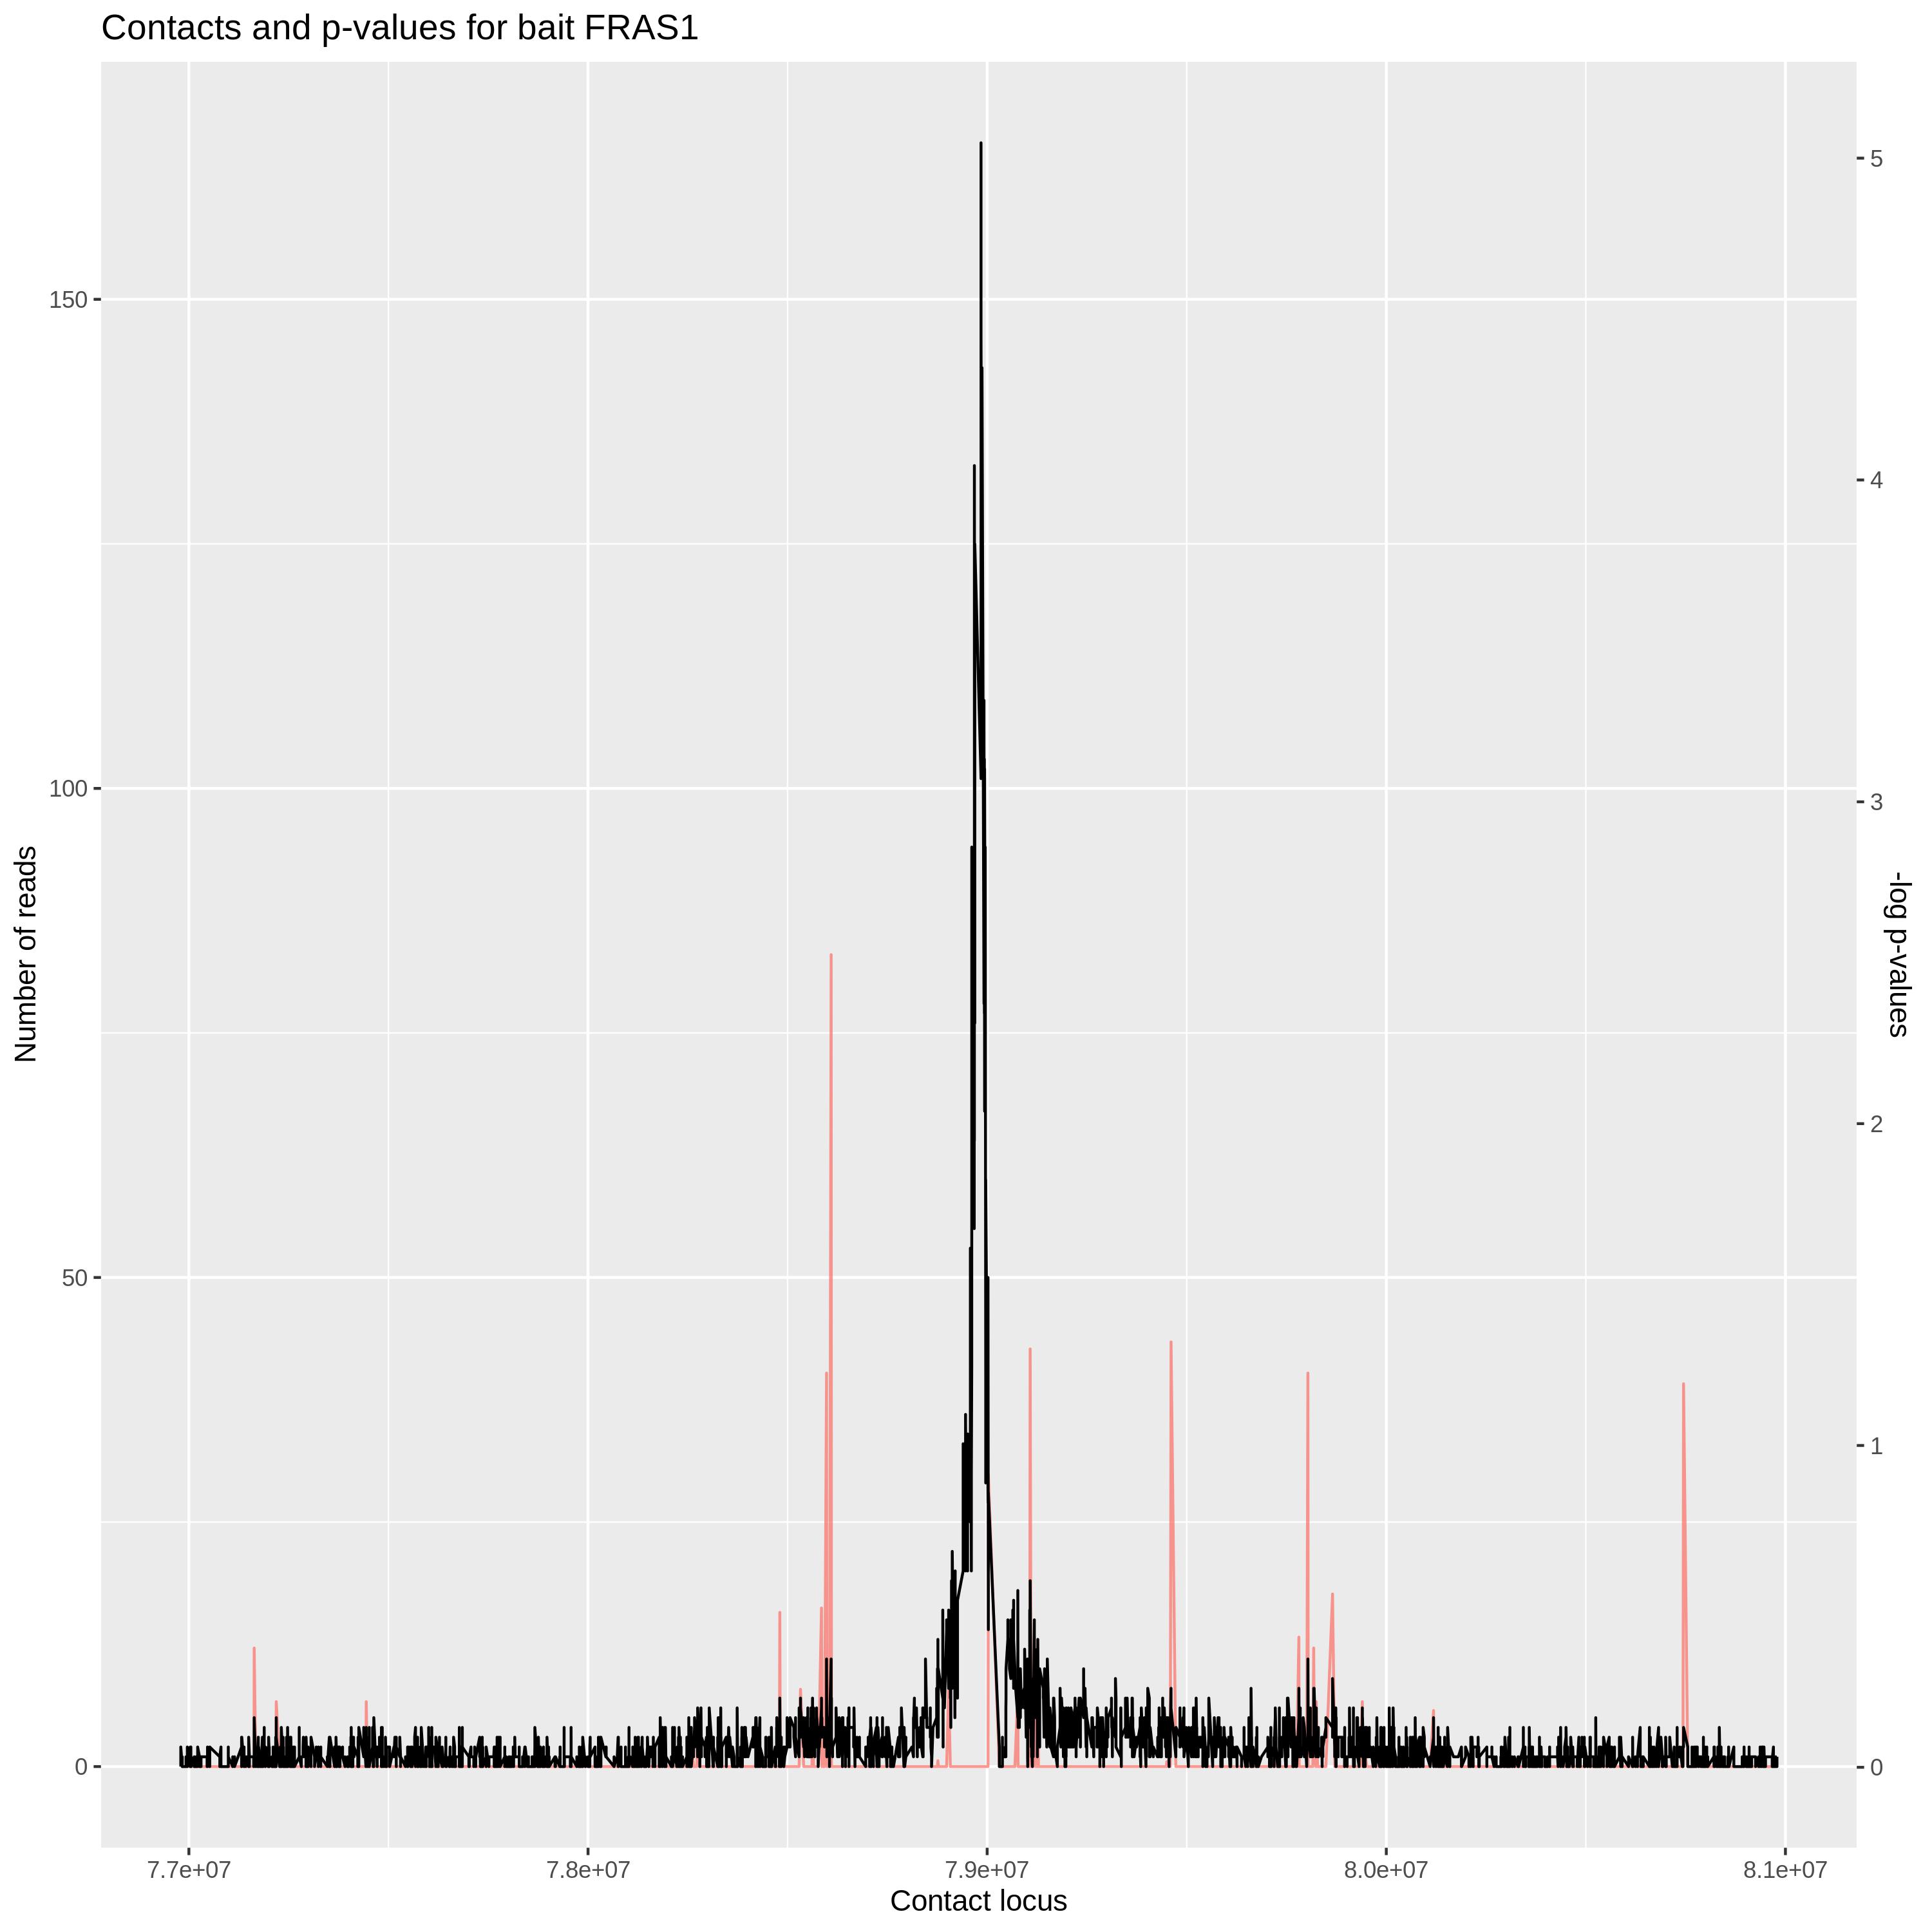 Contacts and p-values for bait FRAS1
Number of reads
150
100
50
0
5
4
3
2
1
0
-log p-values
7.7e+07 7.8e+07 7.9e+07 8.0e+07 8.1e+07
Contact locus